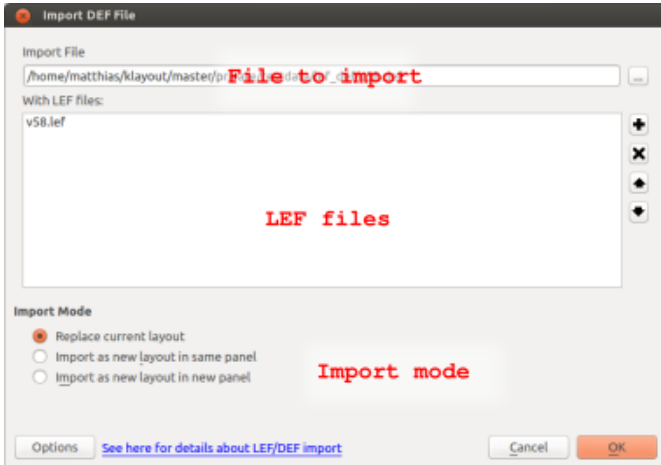 Import DEF File
Import File
/home/matthias/klayout/master/
File to import
...
With LEF files:
v58.lef
LEF files
Import Mode
Replace current layout
Import as new layout in same panel
Import as new layout in new panel
Import mode
Options
See here for details about LEF/DEF import
Cancel
OK